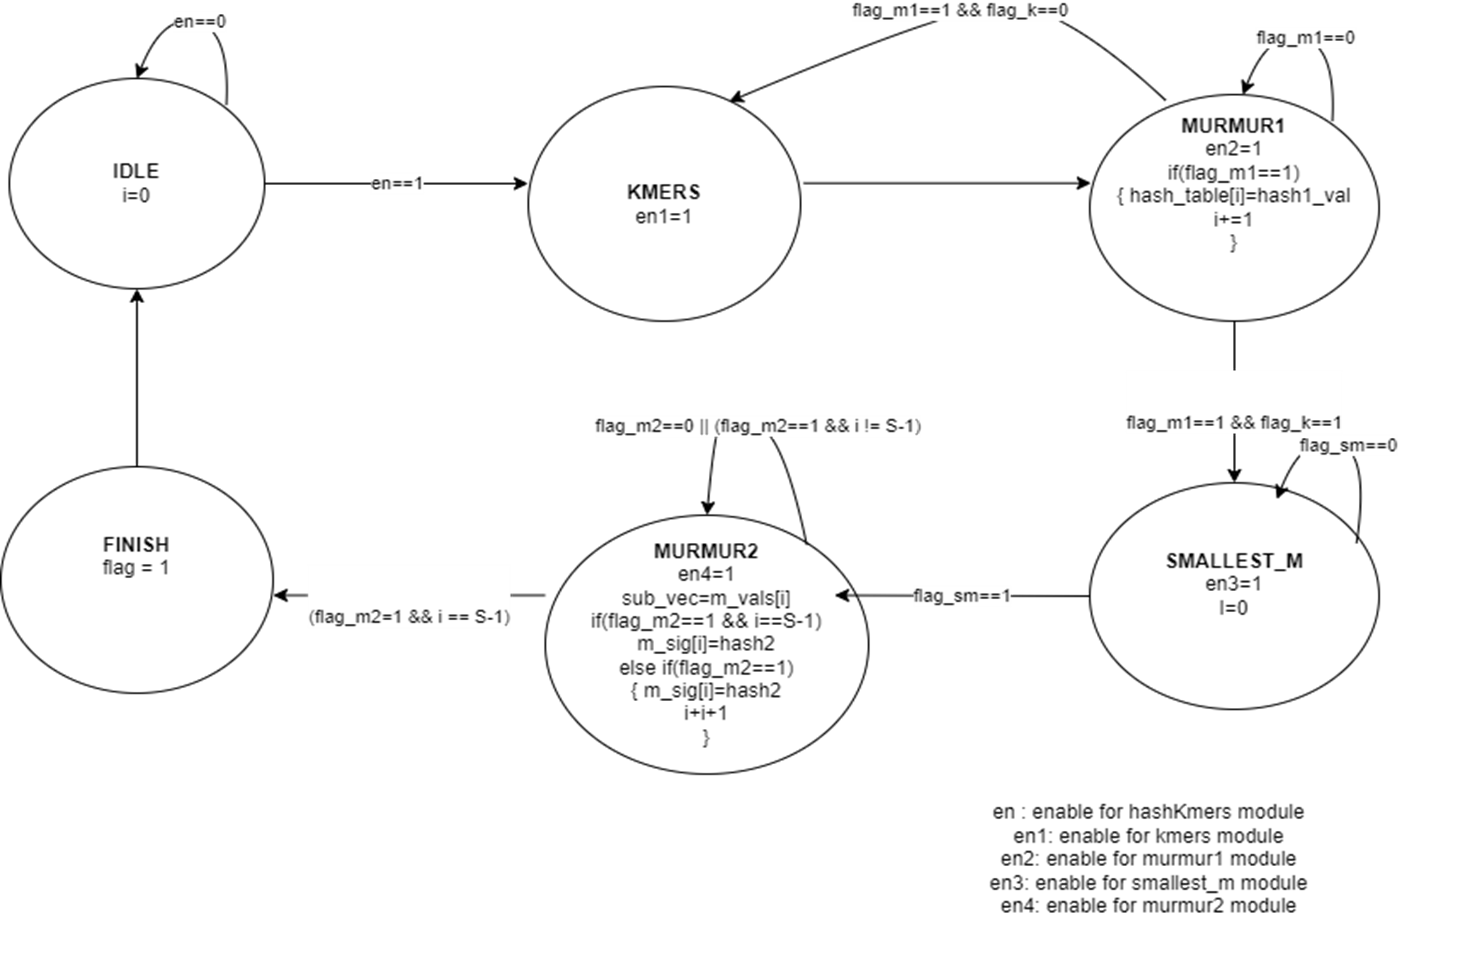 en==0
flag_m1==1 && flag_k==0
flag_m1==0
IDLE
i=0
en==1
KMERS
en1=1
MURMUR1
en2=1
if(flag_m1==1)
{ hash_table[i]=hash1_val
i+=1
}
flag_m1==1 && flag_k==1
flag_sm==0
SMALLEST_M
en3=1
I=0
flag_sm==1
flag_m2==0 || (flag_m2==1 && i != S-1)
MURMUR2
en4=1
sub_vec=m_vals[i]
if(flag_m2==1 && i==S-1)
m_sig[i]=hash2
else if(flag_m2==1)
{ m_sig[i]=hash2
i+i+1
}
(flag_m2=1 && i == S-1)
FINISH
flag = 1
en : enable for hashKmers module
en1: enable for kmers module
en2: enable for murmur1 module
en3: enable for smallest_m module
en4: enable for murmur2 module